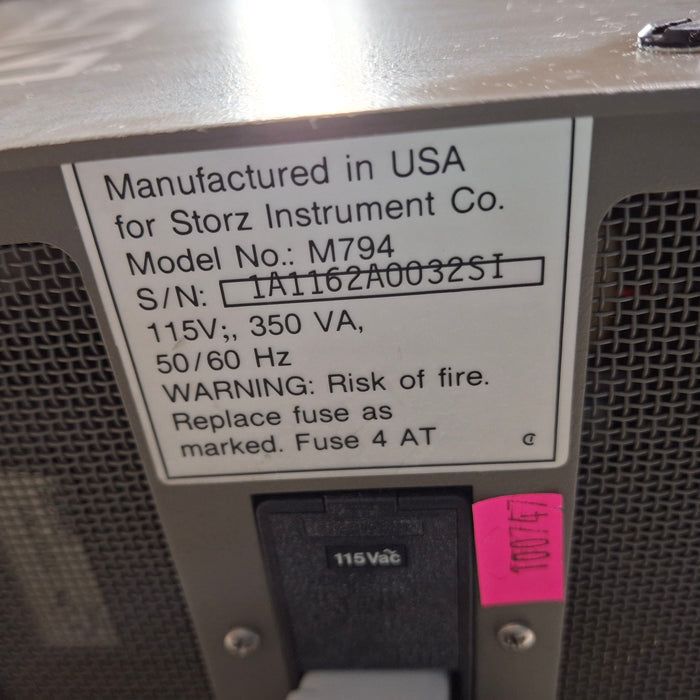 Manufactured in USA
for Storz Instrument Co.
Model No.: M794
S/N: 1A1162A0032SI
115V;, 350 VA,
50/60 Hz
WARNING: Risk of fire.
Replace fuse as
marked. Fuse 4 AT
115Vac
100747